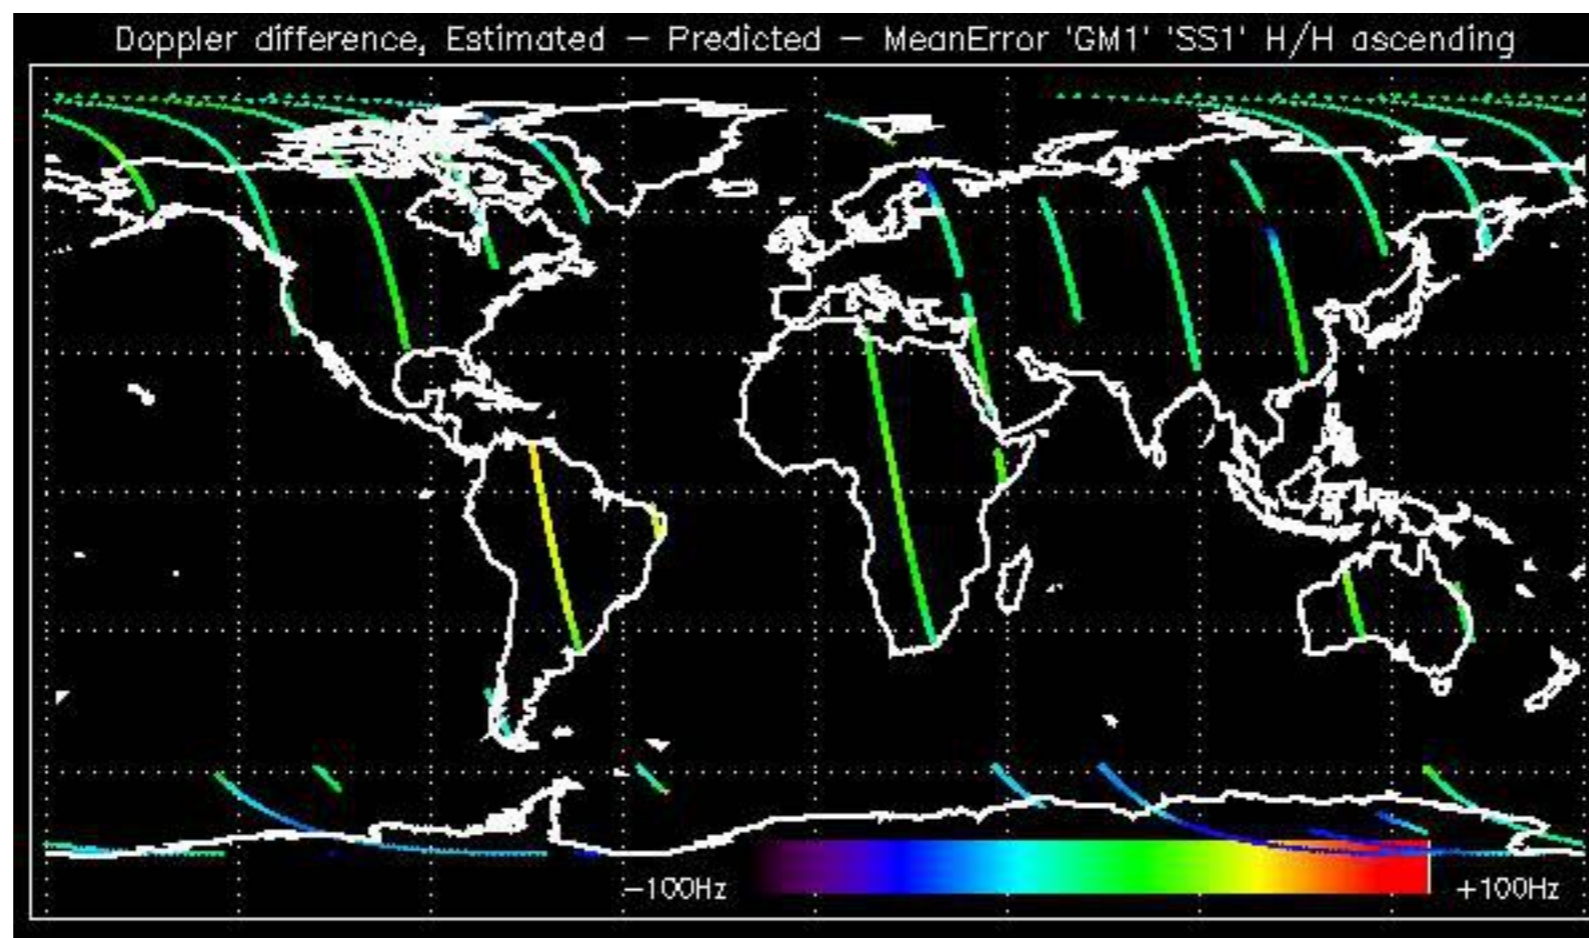 Doppler difference, Estimated — Predicted — MeanError 'GM1' 'SS1' H/H ascending
—100Hz
+100Hz